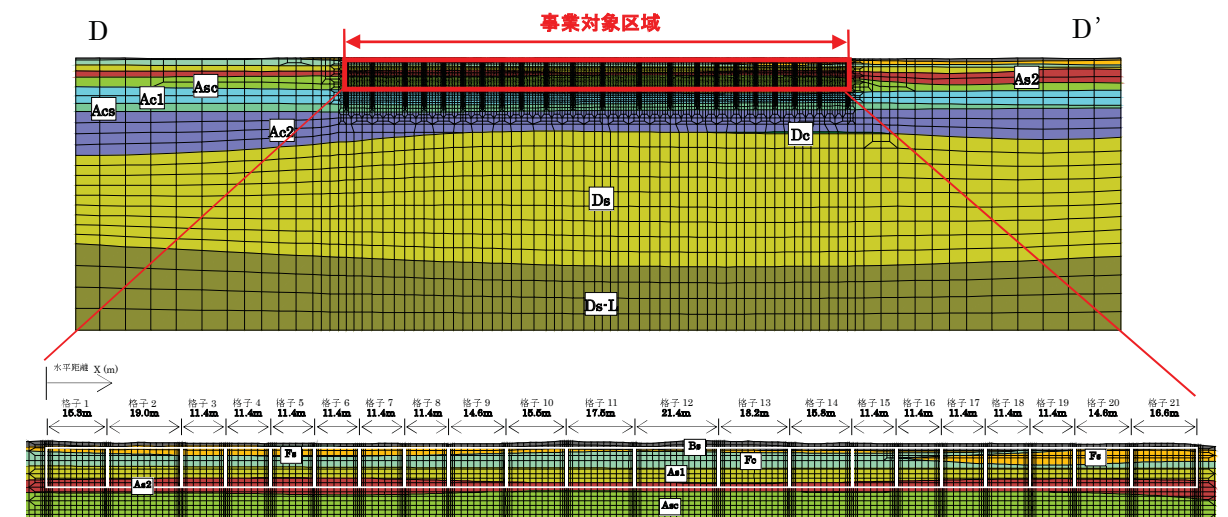 事業対象区域
D D’
As2
Asc
Ac1
Acs
Ac2
Dc
Ds
Ds-L
水平距離 X (m)
格子 1 格子 2 格子 3 格子 4 格子 5 格子 6 格子 7 格子 8 格子 9 格子 10 格子 11 格子 12 格子 13 格子 14 格子 15 格子 16 格子 17 格子 18 格子 19 格子 20 格子 21
15.3m 19.0m 11.4m 11.4m 11.4m 11.4m 11.4m 11.4m 14.6m 15.5m 17.5m 21.4m 18.2m 15.8m 11.4m 11.4m 11.4m 11.4m 11.4m 14.6m 16.6m
Bs
Fs Fc Fs
As1
As2
Asc